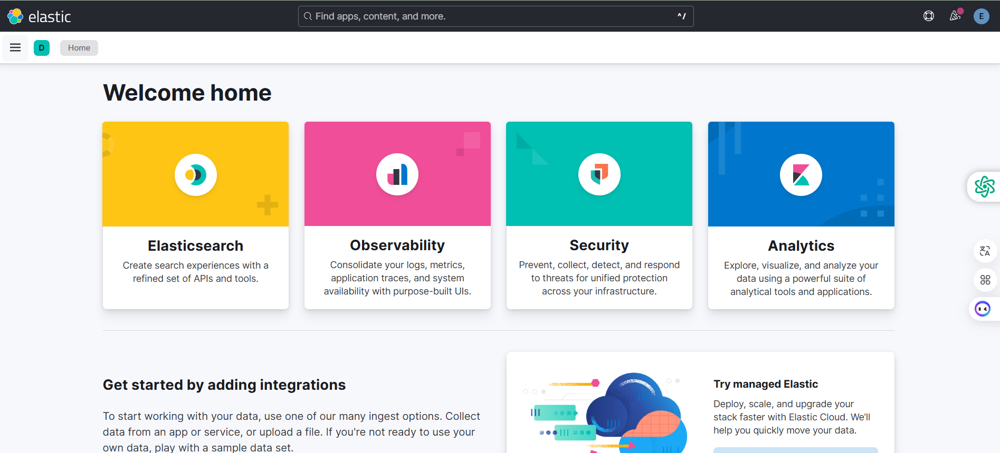 elastic
Find apps, content, and more.
^/
E
D
Home
Welcome home
Elasticsearch
Create search experiences with a
refined set of APIs and tools.
Observability
Consolidate your logs, metrics,
application traces, and system
availability with purpose-built UIs.
Security
Prevent, collect, detect, and respond
to threats for unified protection
across your infrastructure.
Analytics
Explore, visualize, and analyze your
data using a powerful suite of
analytical tools and applications.
Get started by adding integrations
To start working with your data, use one of our many ingest options. Collect
data from an app or service, or upload a file. If you're not ready to use your
own data, play with a sample data set.
Try managed Elastic
Deploy, scale, and upgrade your
stack faster with Elastic Cloud. We’ll
help you quickly move your data.